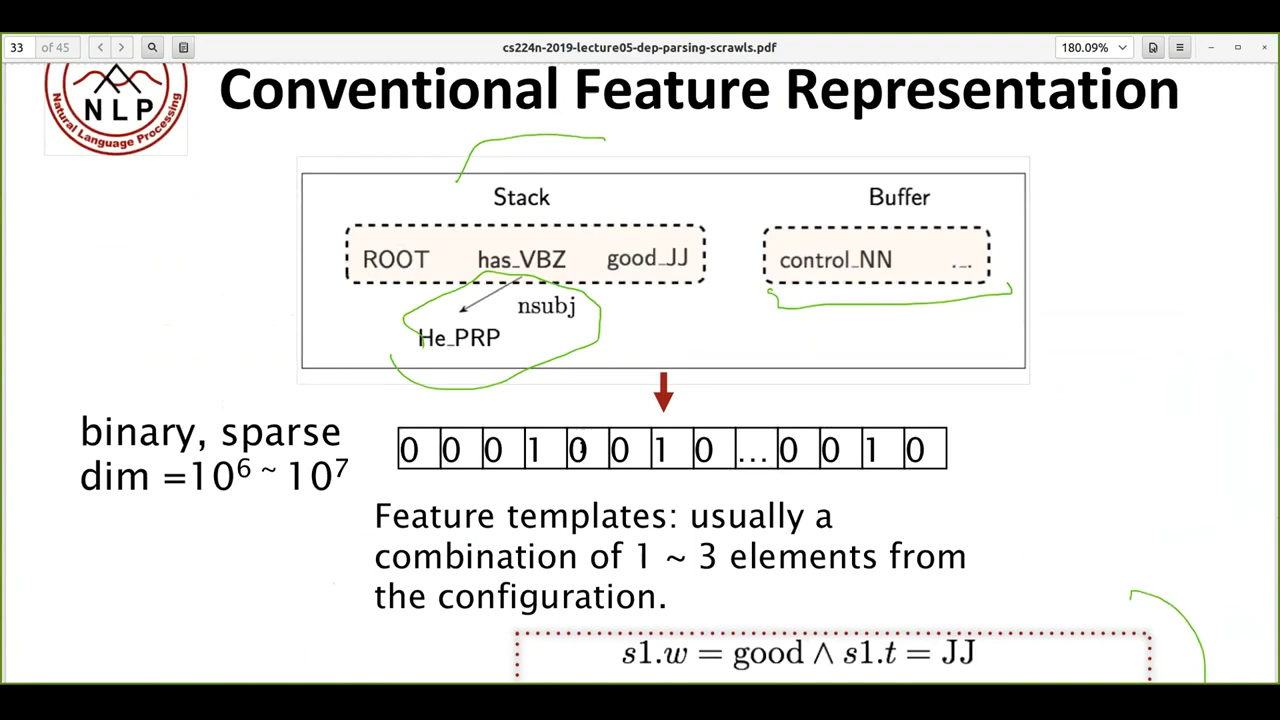 33 of 45 cs224n-2019-lecture05-dep-parsing-scrawls.pdf 180.09%
NLP
Natural Language Processing
Conventional Feature Representation
Stack Buffer
ROOT has_VBZ good_JJ control_NN ...
nsubj
He_PRP
binary, sparse
dim =10⁶ ~ 10⁷
0 0 0 1 0 0 1 0 ... 0 0 1 0
Feature templates: usually a
combination of 1 ~ 3 elements from
the configuration.
s1.w = good ∧ s1.t = JJ